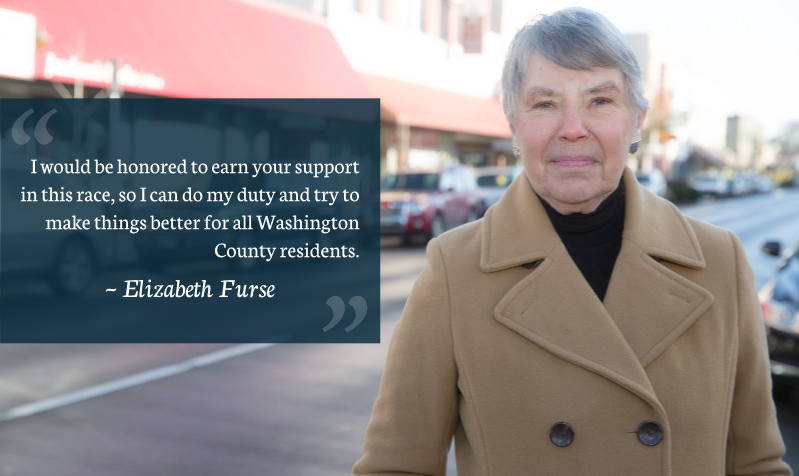 “
I would be honored to earn your support
in this race, so I can do my duty and try to
make things better for all Washington
County residents.
~ Elizabeth Furse
”